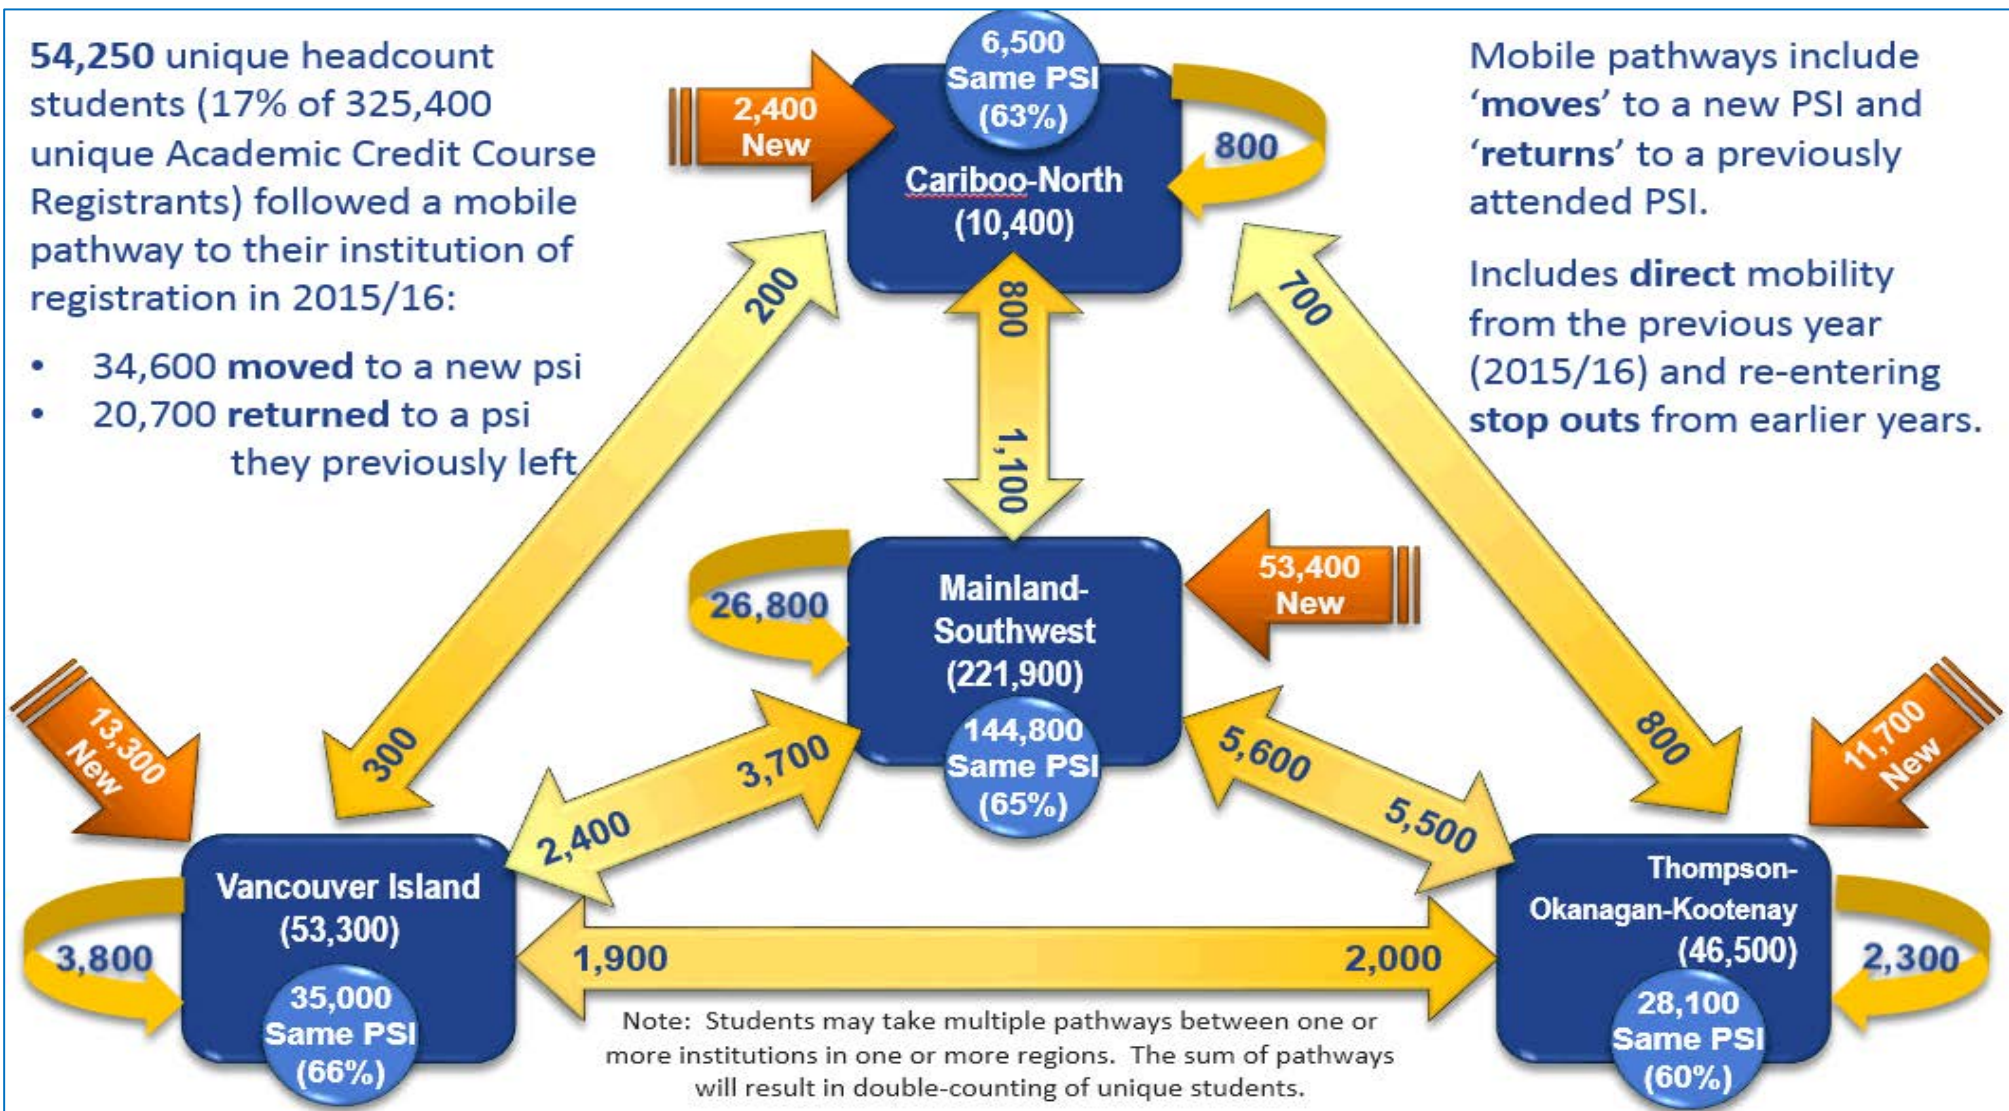 54,250 unique headcount
students (17% of 325,400
unique Academic Credit Course
Registrants) followed a mobile
pathway to their institution of
registration in 2015/16:
• 34,600 moved to a new psi
• 20,700 returned to a psi
they previously left
Mobile pathways include
‘moves’ to a new PSI and
‘returns’ to a previously
attended PSI.
Includes direct mobility
from the previous year
(2015/16) and re-entering
stop outs from earlier years.
2,400
New
6,500
Same PSI
(63%)
Cariboo-North
(10,400)
800
200
300
800
1,100
700
800
26,800
Mainland-
Southwest
(221,900)
144,800
Same PSI
(65%)
53,400
New
13,300
New
2,400
3,700
5,600
5,500
11,700
New
Vancouver Island
(53,300)
35,000
Same PSI
(66%)
3,800
1,900
2,000
Thompson-
Okanagan-Kootenay
(46,500)
28,100
Same PSI
(60%)
2,300
Note: Students may take multiple pathways between one or
more institutions in one or more regions. The sum of pathways
will result in double-counting of unique students.